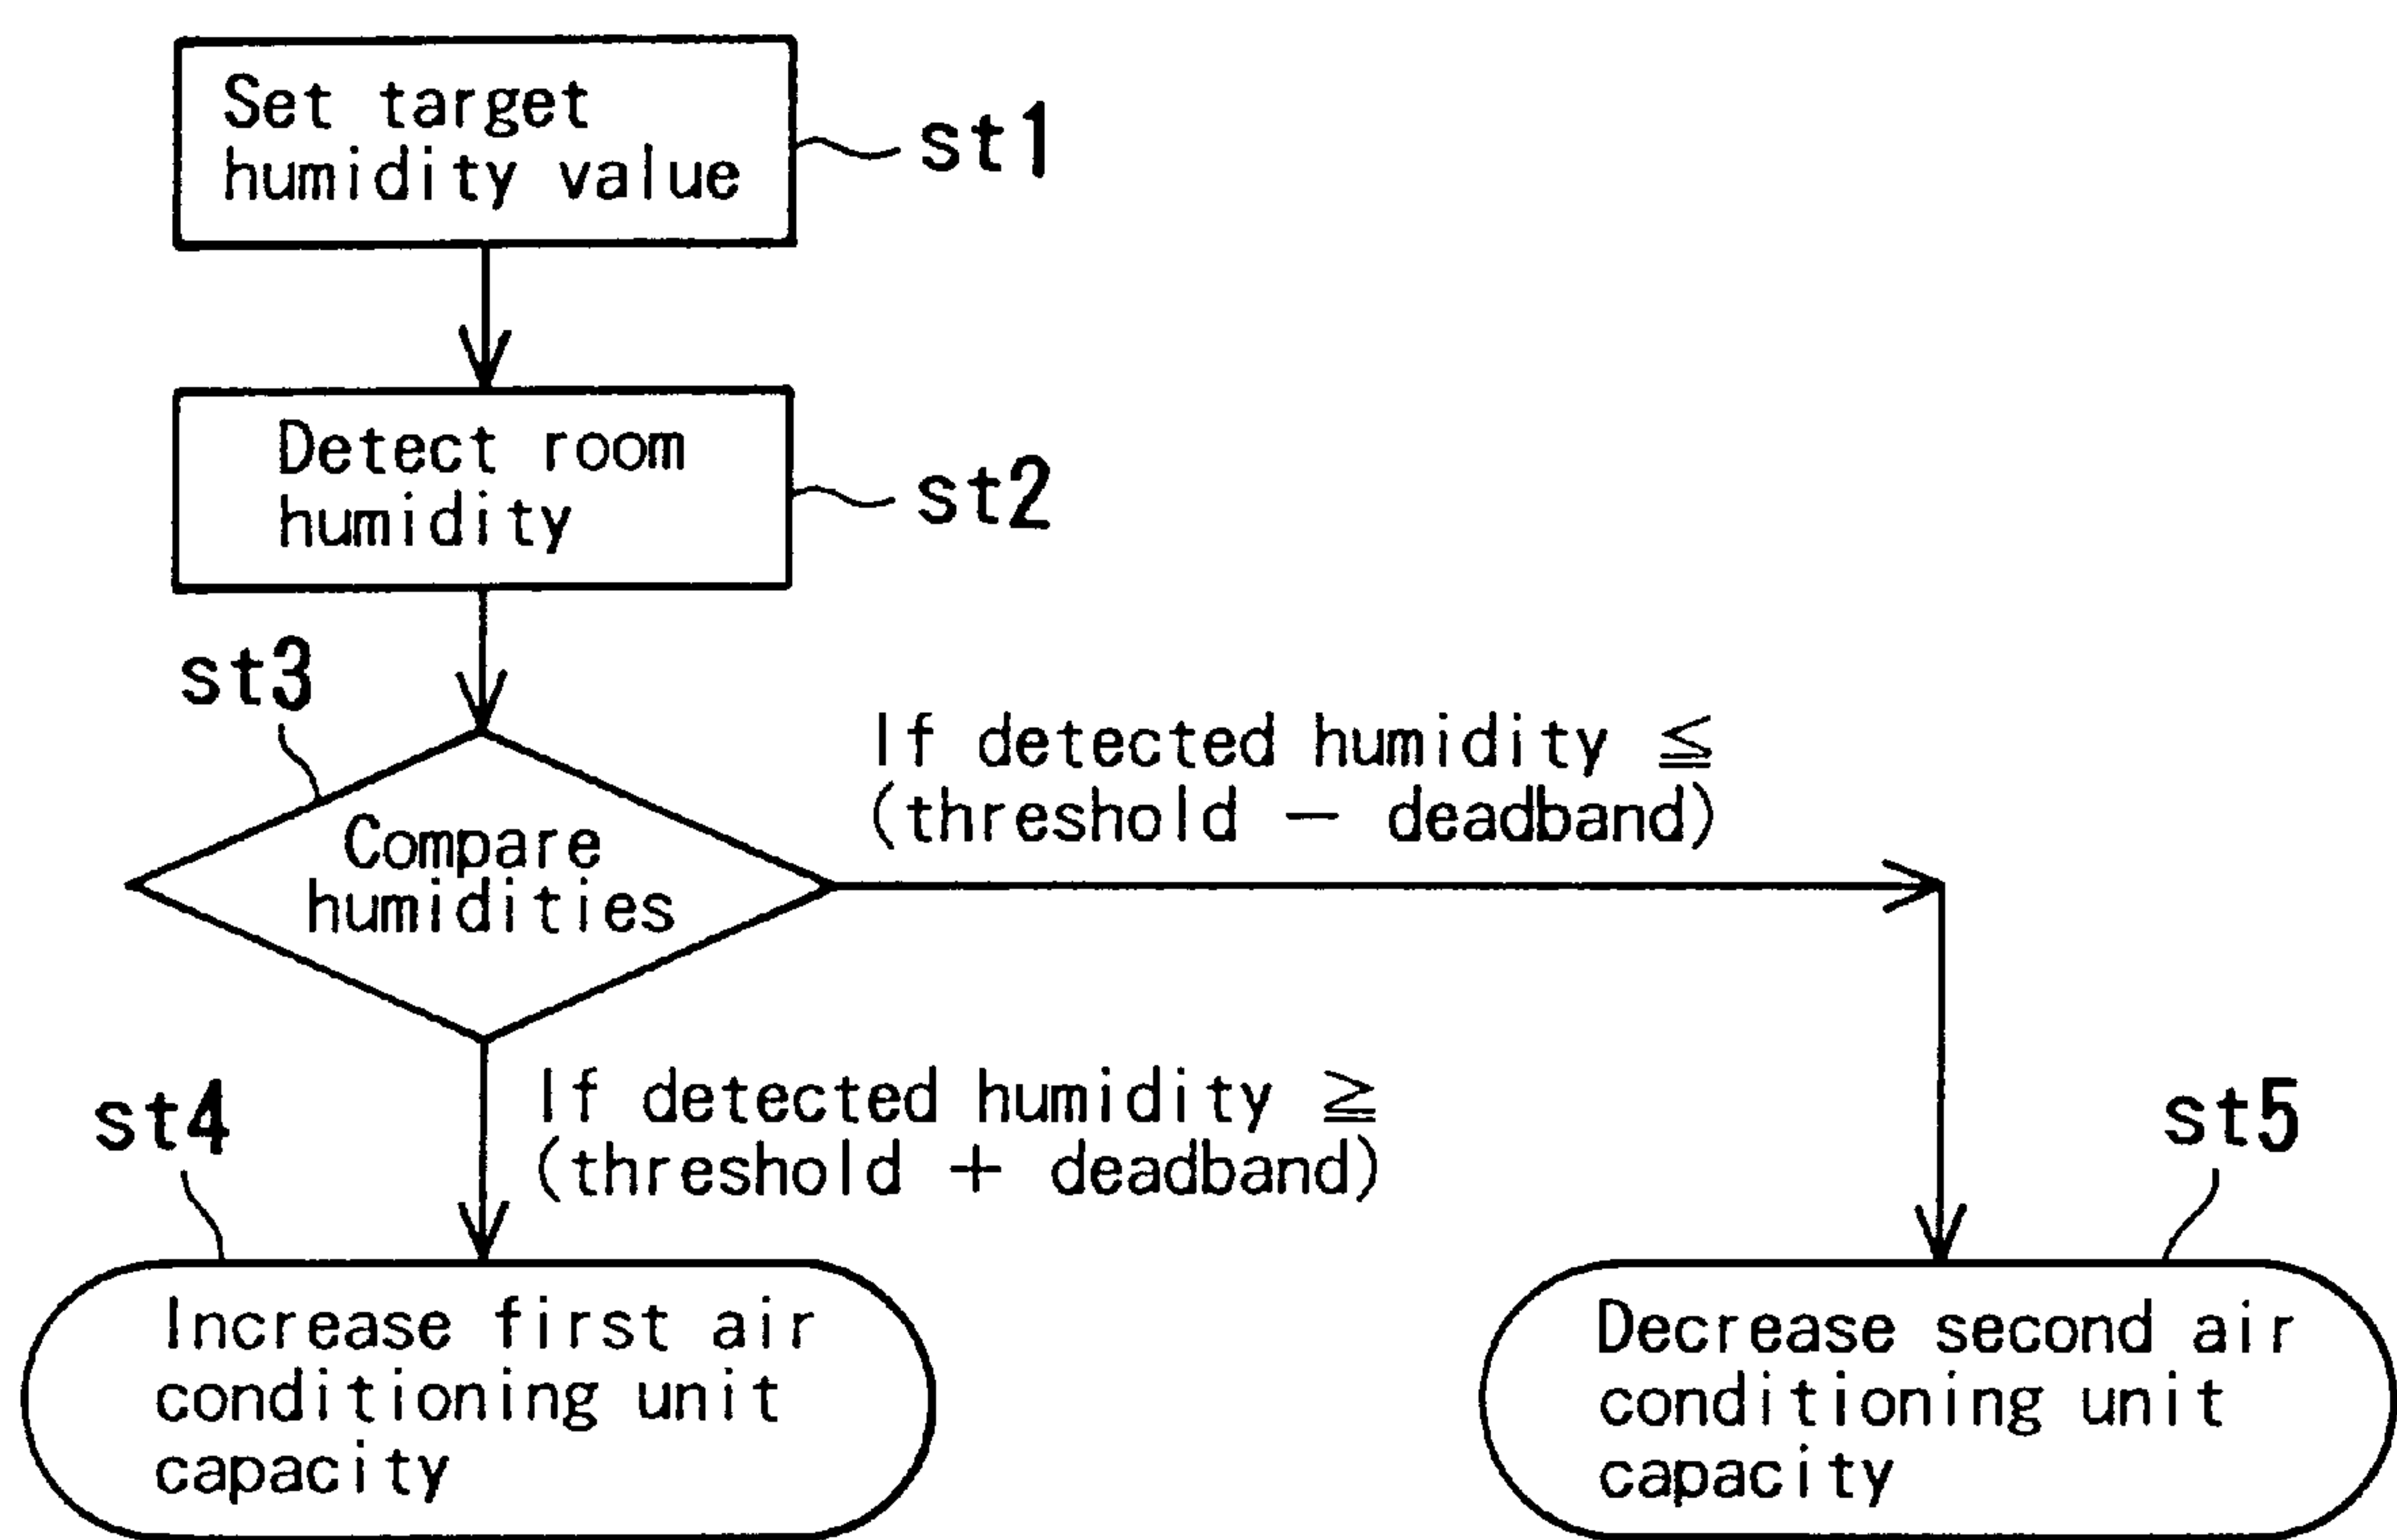 Set target
humidity value
st1
Detect room
humidity
st2
st3
Compare
humidities
If detected humidity ≦
(threshold − deadband)
If detected humidity ≧
(threshold + deadband)
st4
st5
Increase first air
conditioning unit
capacity
Decrease second air
conditioning unit
capacity